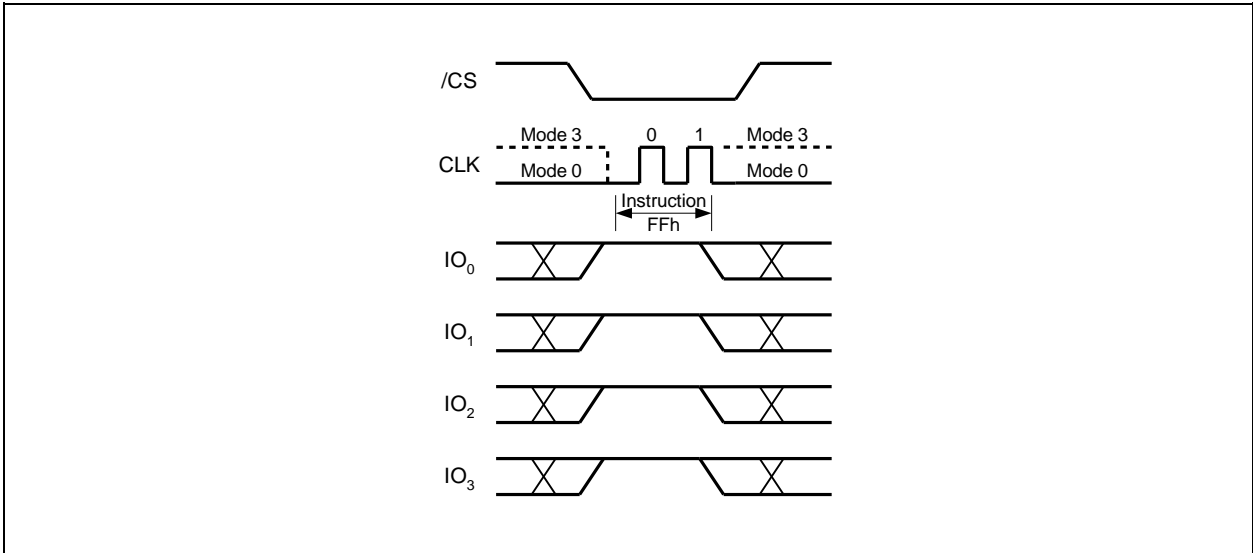 /CS
Mode 3 0 1 Mode 3
CLK
Mode 0 Mode 0
Instruction
FFh
IO0
IO1
IO2
IO3